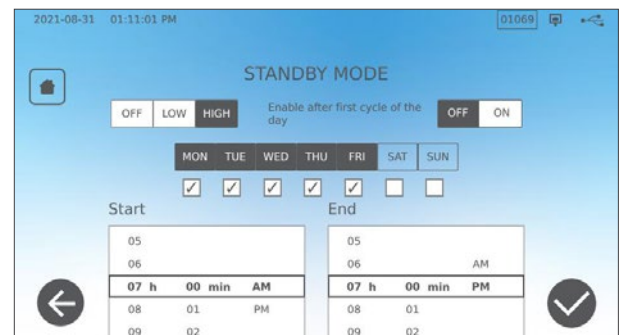 2021-08-31 01:11:01 PM 01069
STANDBY MODE
OFF LOW HIGH Enable after first cycle of the day OFF ON
MON TUE WED THU FRI SAT SUN
Start End
05 05
06 06 AM
07 h 00 min AM 07 h 00 min PM
08 01 PM 08 01
09 02 09 02